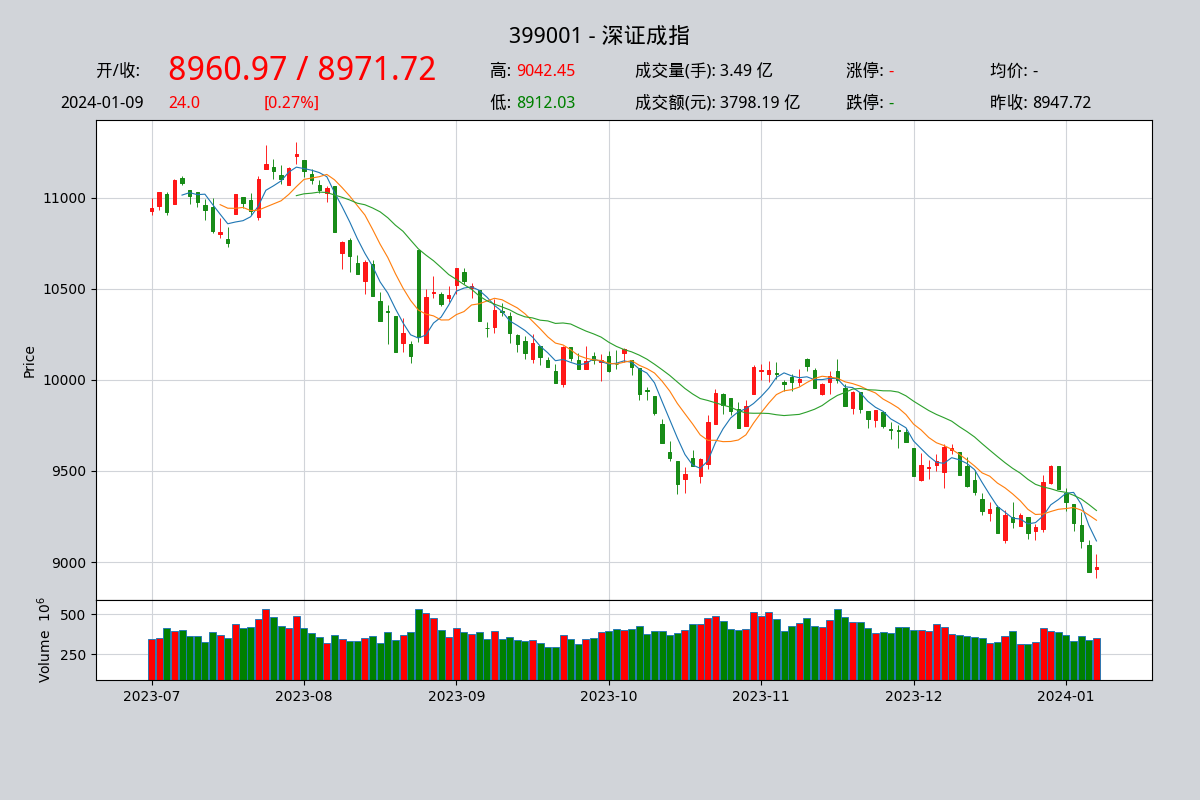 399001 - 深证成指
开/收: 8960.97 / 8971.72 高: 9042.45 成交量(手): 3.49 亿 涨停: - 均价: -
2024-01-09 24.0 [0.27%] 低: 8912.03 成交额(元): 3798.19 亿 跌停: - 昨收: 8947.72
11000
10500
10000
9500
9000
Price
500
250
Volume 10⁶
2023-07 2023-08 2023-09 2023-10 2023-11 2023-12 2024-01